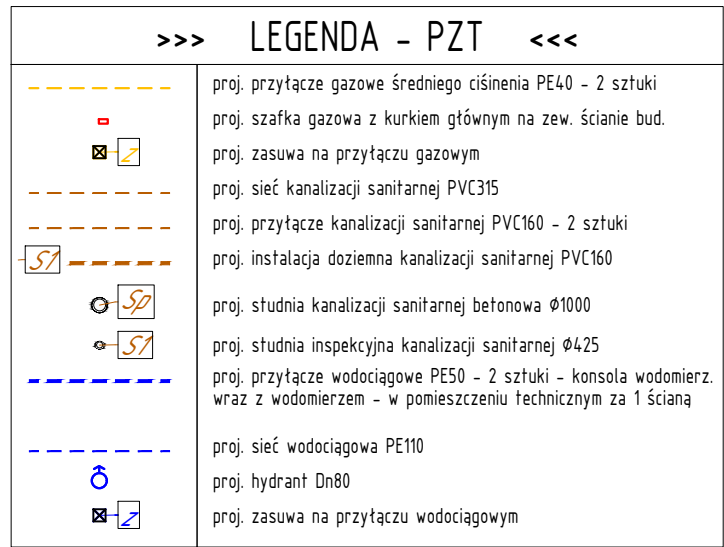 >>> LEGENDA - PZT <<<
proj. przyłącze gazowe średniego ciśinenia PE40 - 2 sztuki
proj. szafka gazowa z kurkiem głównym na zew. ścianie bud.
Z proj. zasuwa na przyłączu gazowym
proj. sieć kanalizacji sanitarnej PVC315
proj. przyłącze kanalizacji sanitarnej PVC160 - 2 sztuki
S1 proj. instalacja doziemna kanalizacji sanitarnej PVC160
Sp proj. studnia kanalizacji sanitarnej betonowa Ø1000
S1 proj. studnia inspekcyjna kanalizacji sanitarnej Ø425
proj. przyłącze wodociągowe PE50 - 2 sztuki - konsola wodomierz.
wraz z wodomierzem - w pomieszczeniu technicznym za 1 ścianą
proj. sieć wodociągowa PE110
proj. hydrant Dn80
Z proj. zasuwa na przyłączu wodociągowym